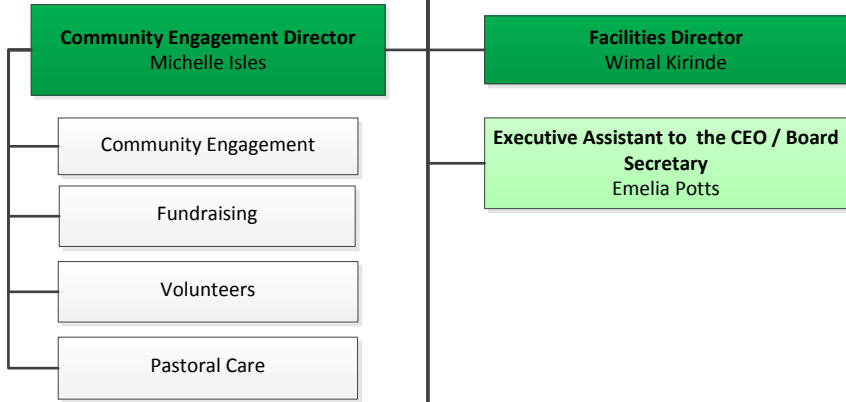 Community Engagement Director
Michelle Isles
Community Engagement
Fundraising
Volunteers
Pastoral Care
Facilities Director
Wimal Kirinde
Executive Assistant to the CEO / Board
Secretary
Emelia Potts